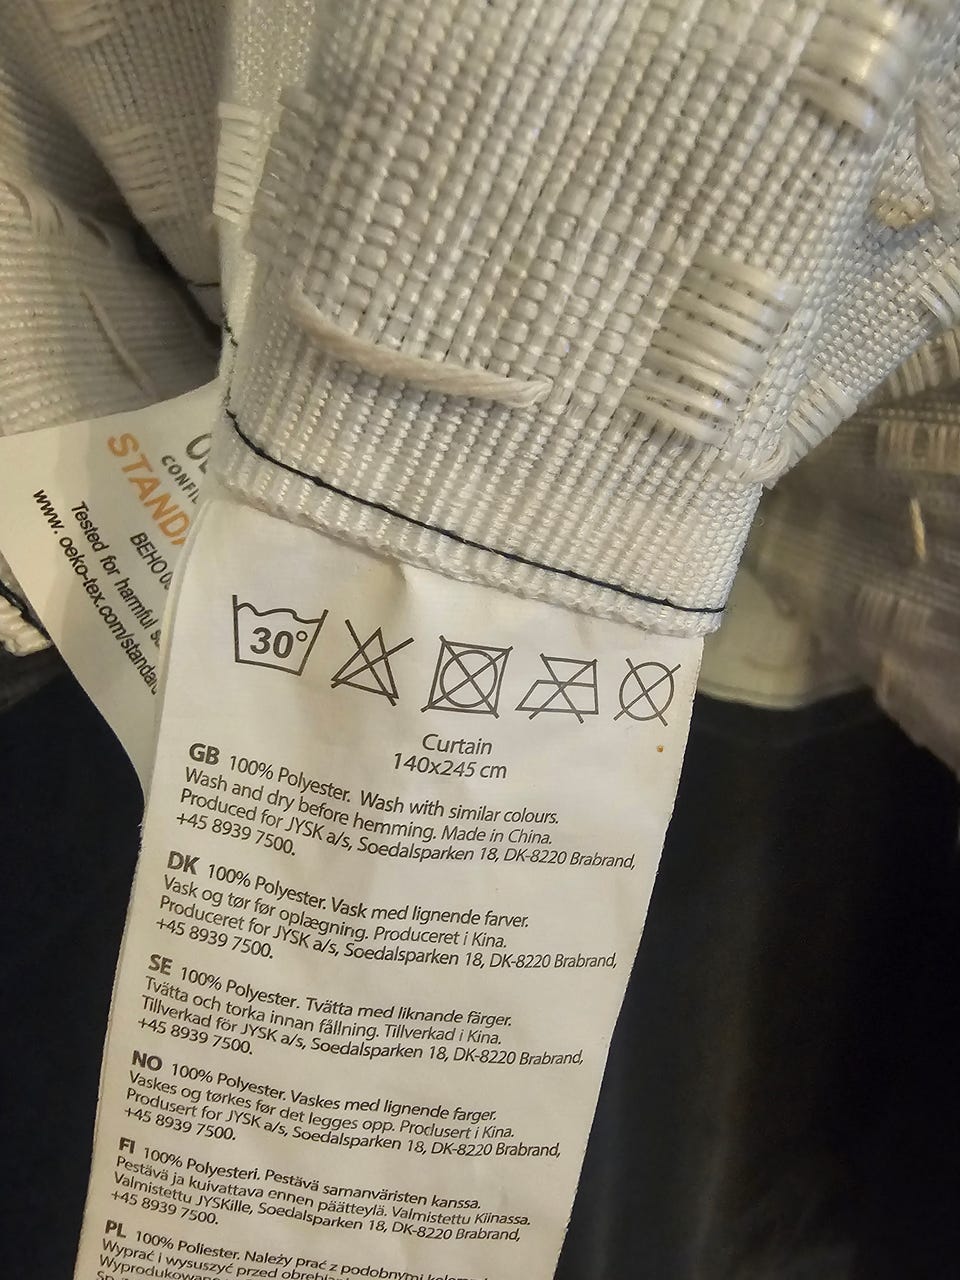 CONFI
STAND
BEHO
Tested for harmful
www.oeko-tex.com/standard
30°
Curtain
140x245 cm
GB 100% Polyester. Wash with similar colours.
Wash and dry before hemming. Made in China.
Produced for JYSK a/s, Soedalsparken 18, DK-8220 Brabrand,
+45 8939 7500.
DK 100% Polyester. Vask med lignende farver.
Vask og tør før oplægning. Produceret i Kina.
Produceret for JYSK a/s, Soedalsparken 18, DK-8220 Brabrand,
+45 8939 7500.
SE 100% Polyester. Tvätta med liknande färger.
Tvätta och torka innan fållning. Tillverkad i Kina.
Tillverkad för JYSK a/s, Soedalsparken 18, DK-8220 Brabrand,
+45 8939 7500.
NO 100% Polyester. Vaskes med lignende farger.
Vaskes og tørkes før det legges opp. Produsert i Kina.
Produsert for JYSK a/s, Soedalsparken 18, DK-8220 Brabrand,
+45 8939 7500.
FI 100% Polyesteri. Pestävä samanväristen kanssa.
Pestävä ja kuivattava ennen päätteylä. Valmistettu Kiinassa.
Valmistettu JYSKille, Soedalsparken 18, DK-8220 Brabrand,
+45 8939 7500.
PL 100% Poliester. Należy prać z podobnymi
Wyprać i wysuszyć przed